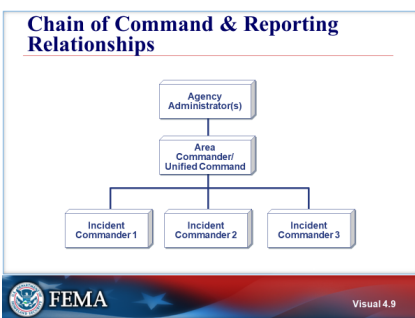 Chain of Command & Reporting
Relationships
Agency
Administrator(s)
Area
Commander/
Unified Command
Incident
Commander 1
Incident
Commander 2
Incident
Commander 3
FEMA
Visual 4.9